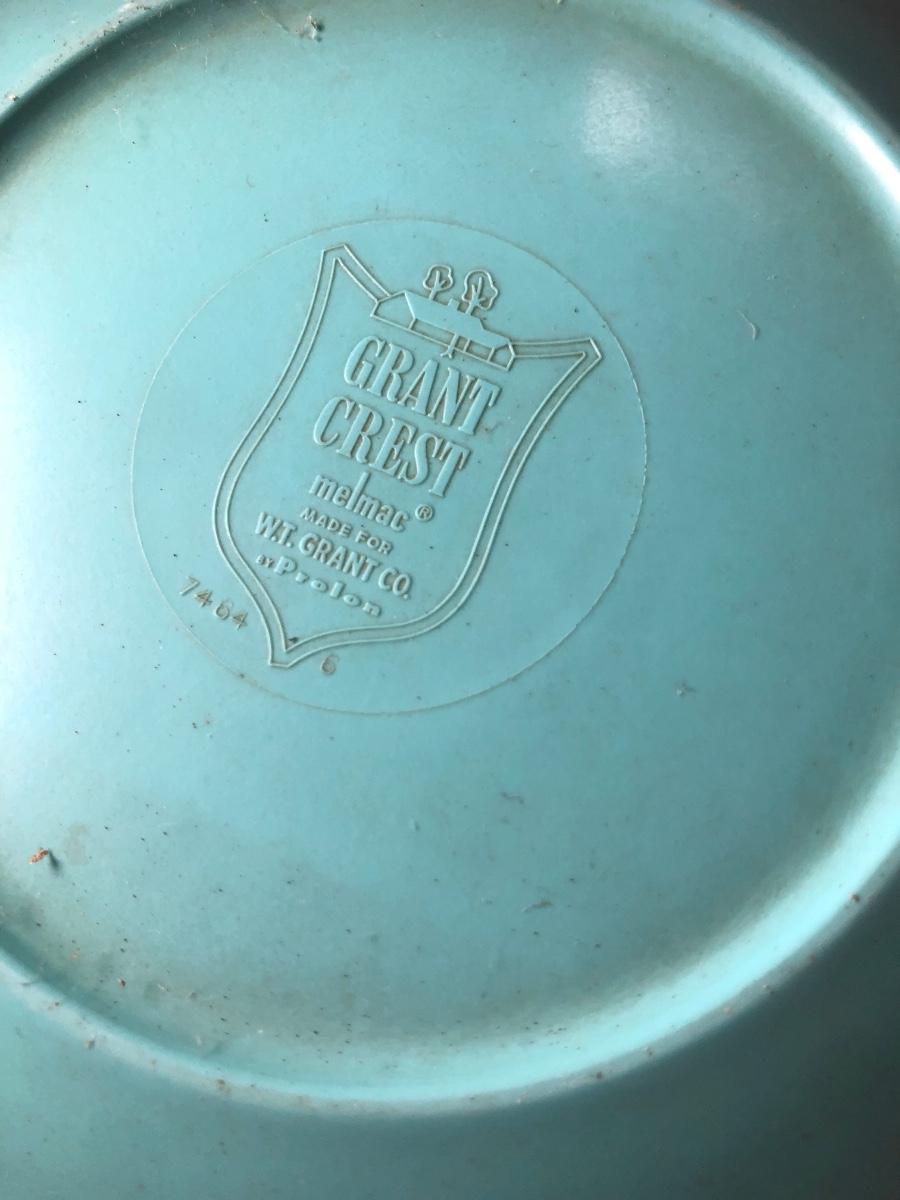 GRANT
CREST
melmac®
MADE FOR
W.T. GRANT CO.
BY Prolon
7464
6